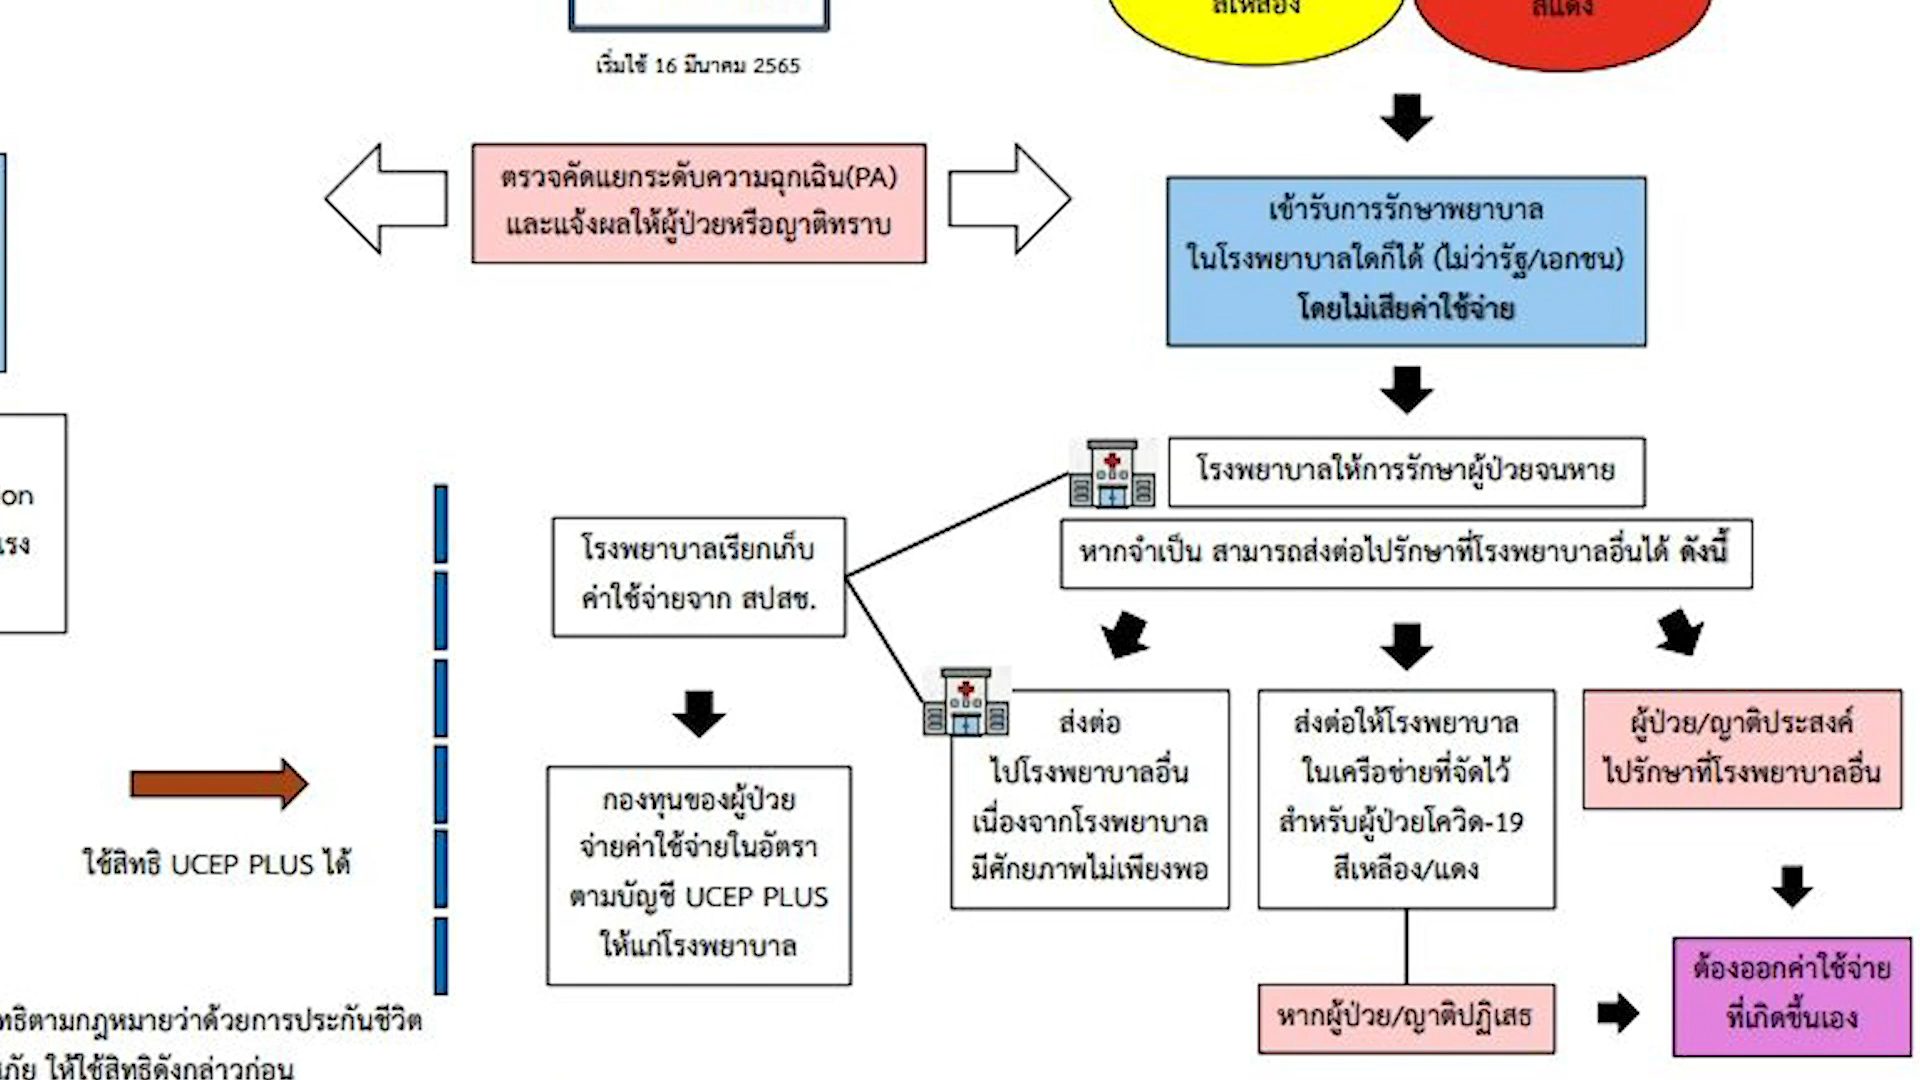 สีเหลือง
สีแดง
เริ่มใช้ 16 มีนาคม 2565
ตรวจคัดแยกระดับความฉุกเฉิน(PA)
และแจ้งผลให้ผู้ป่วยหรือญาติทราบ
เข้ารับการรักษาพยาบาล
ในโรงพยาบาลใดก็ได้ (ไม่ว่ารัฐ/เอกชน)
โดยไม่เสียค่าใช้จ่าย
โรงพยาบาลให้การรักษาผู้ป่วยจนหาย
หากจำเป็น สามารถส่งต่อไปรักษาที่โรงพยาบาลอื่นได้ ดังนี้
โรงพยาบาลเรียกเก็บ
ค่าใช้จ่ายจาก สปสช.
กองทุนของผู้ป่วย
จ่ายค่าใช้จ่ายในอัตรา
ตามบัญชี UCEP PLUS
ให้แก่โรงพยาบาล
ส่งต่อ
ไปโรงพยาบาลอื่น
เนื่องจากโรงพยาบาล
มีศักยภาพไม่เพียงพอ
ส่งต่อให้โรงพยาบาล
ในเครือข่ายที่จัดไว้
สำหรับผู้ป่วยโควิด-19
สีเหลือง/แดง
ผู้ป่วย/ญาติประสงค์
ไปรักษาที่โรงพยาบาลอื่น
หากผู้ป่วย/ญาติปฏิเสธ
ต้องออกค่าใช้จ่าย
ที่เกิดขึ้นเอง
on
แรง
ใช้สิทธิ UCEP PLUS ได้
ทธิตามกฎหมายว่าด้วยการประกันชีวิต
ภัย ให้ใช้สิทธิดังกล่าวก่อน